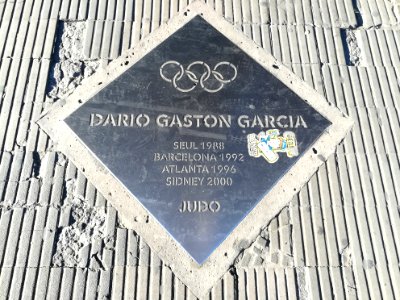 DARIO GASTON GARCIA
SEUL 1988
BARCELONA 1992
ATLANTA 1996
SIDNEY 2000
JUDO